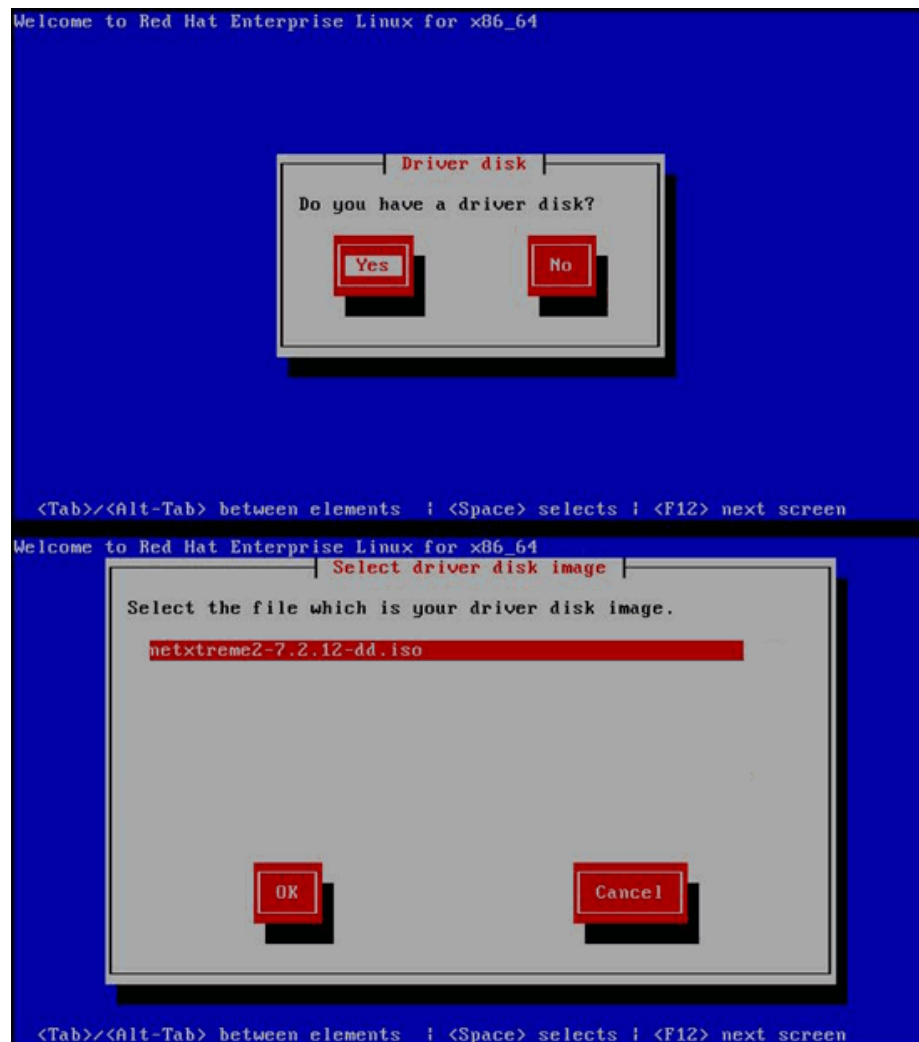 Welcome to Red Hat Enterprise Linux for x86_64
Driver disk
Do you have a driver disk?
Yes No
<Tab>/<Alt-Tab> between elements | <Space> selects | <F12> next screen
Welcome to Red Hat Enterprise Linux for x86_64
Select driver disk image
Select the file which is your driver disk image.
netxtreme2-7.2.12-dd.iso
OK Cancel
<Tab>/<Alt-Tab> between elements | <Space> selects | <F12> next screen